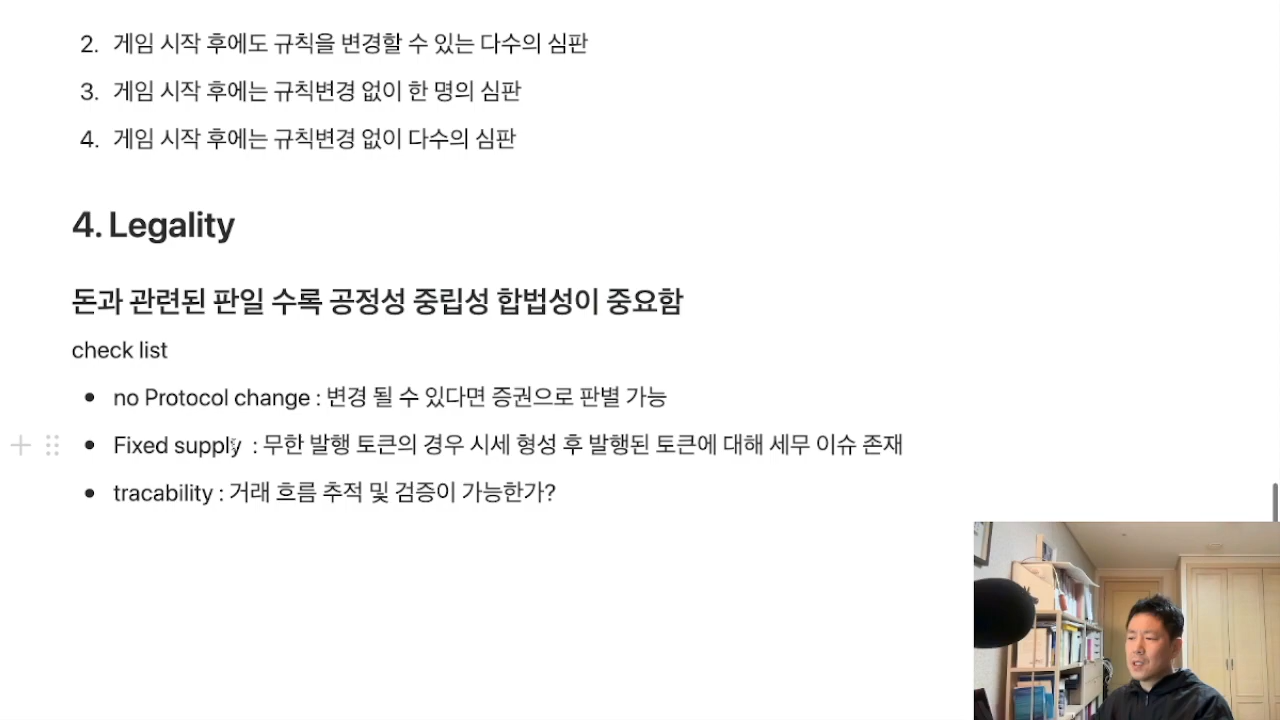 2. 게임 시작 후에도 규칙을 변경할 수 있는 다수의 심판
3. 게임 시작 후에는 규칙변경 없이 한 명의 심판
4. 게임 시작 후에는 규칙변경 없이 다수의 심판
4. Legality
돈과 관련된 판일 수록 공정성 중립성 합법성이 중요함
check list
• no Protocol change : 변경 될 수 있다면 증권으로 판별 가능
• Fixed supply : 무한 발행 토큰의 경우 시세 형성 후 발행된 토큰에 대해 세무 이슈 존재
• tracability : 거래 흐름 추적 및 검증이 가능한가?